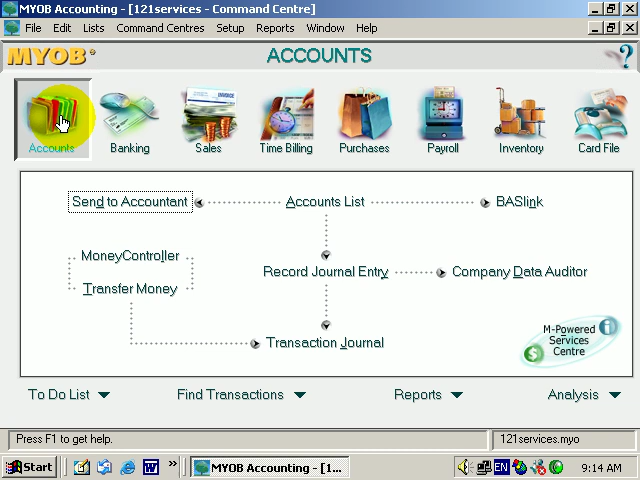 MYOB Accounting - [121services - Command Centre]
File Edit Lists Command Centres Setup Reports Window Help
MYOB
ACCOUNTS
?
INVOICE
Accounts Banking Sales Time Billing Purchases Payroll Inventory Card File
Send to Accountant Accounts List BASlink
MoneyController
Record Journal Entry Company Data Auditor
Transfer Money
Transaction Journal
M-Powered
Services
Centre
To Do List Find Transactions Reports Analysis
Press F1 to get help. 121services.myo
Start » MYOB Accounting - [1... EN 9:14 AM